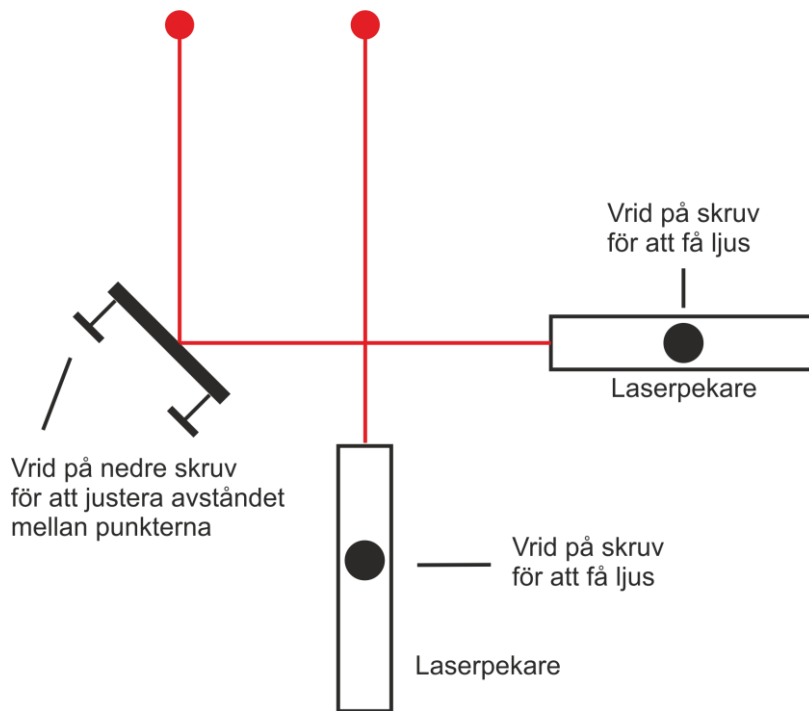 Vrid på skruv
för att få ljus
Laserpekare
Vrid på nedre skruv
för att justera avståndet
mellan punkterna
Vrid på skruv
för att få ljus
Laserpekare